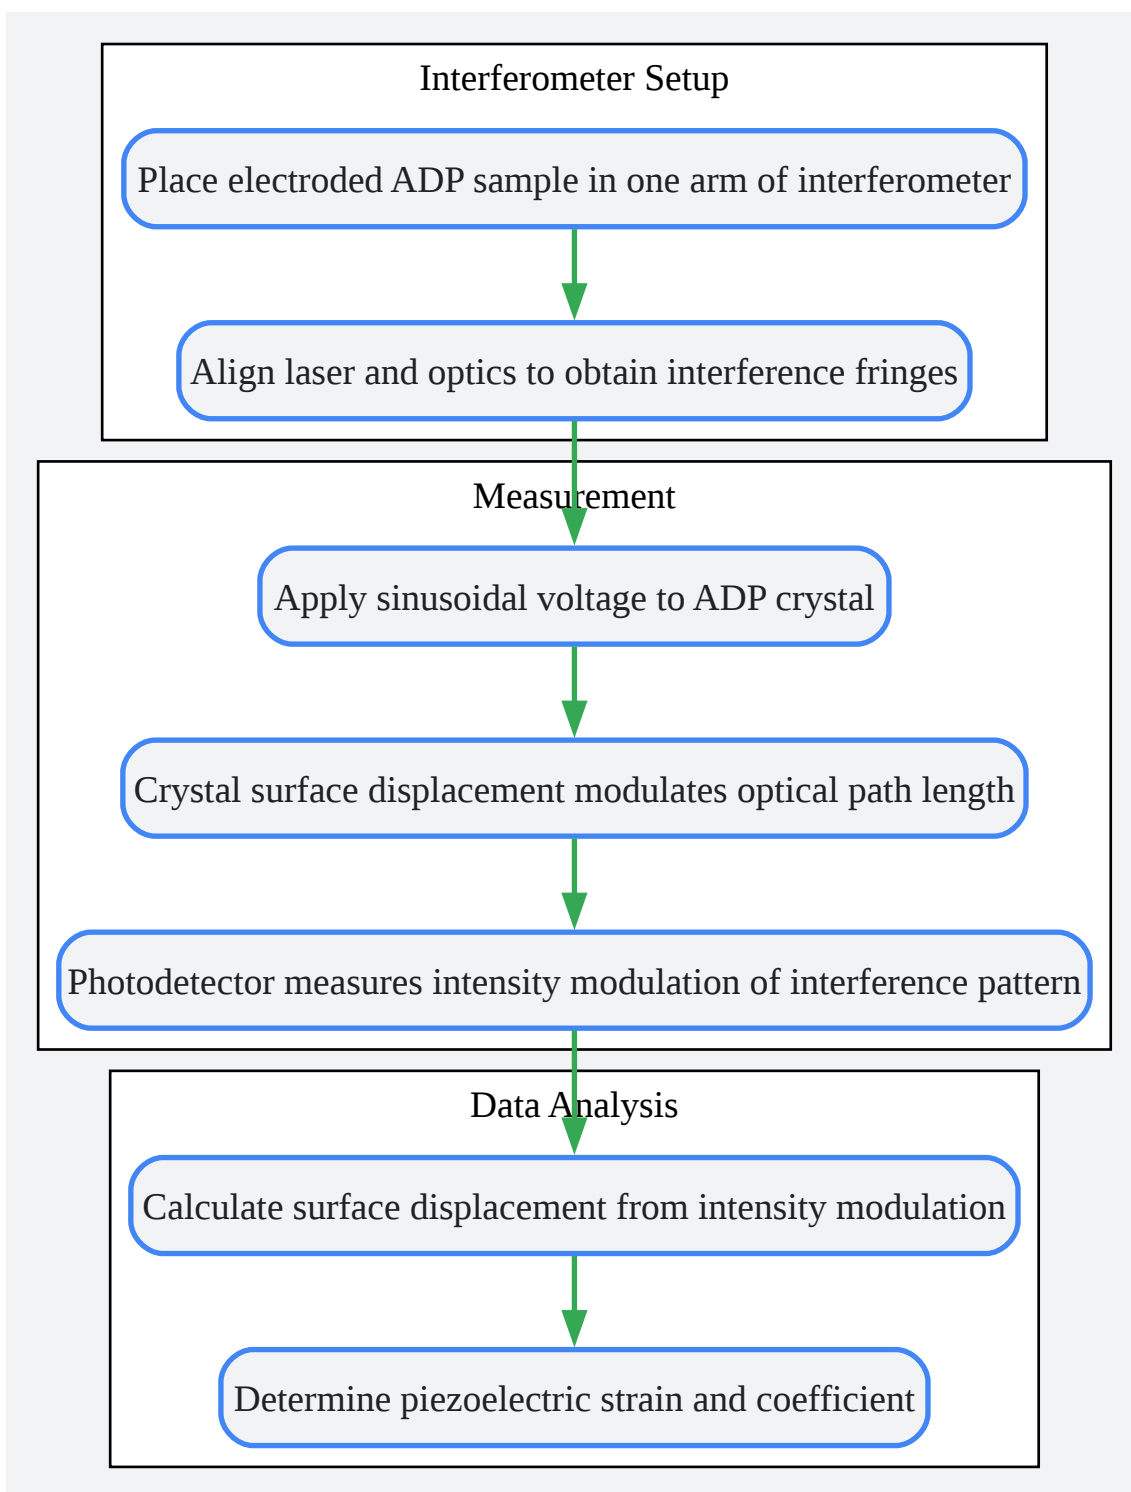 Interferometer Setup
Place electroded ADP sample in one arm of interferometer
Align laser and optics to obtain interference fringes
Measurement
Apply sinusoidal voltage to ADP crystal
Crystal surface displacement modulates optical path length
Photodetector measures intensity modulation of interference pattern
Data Analysis
Calculate surface displacement from intensity modulation
Determine piezoelectric strain and coefficient